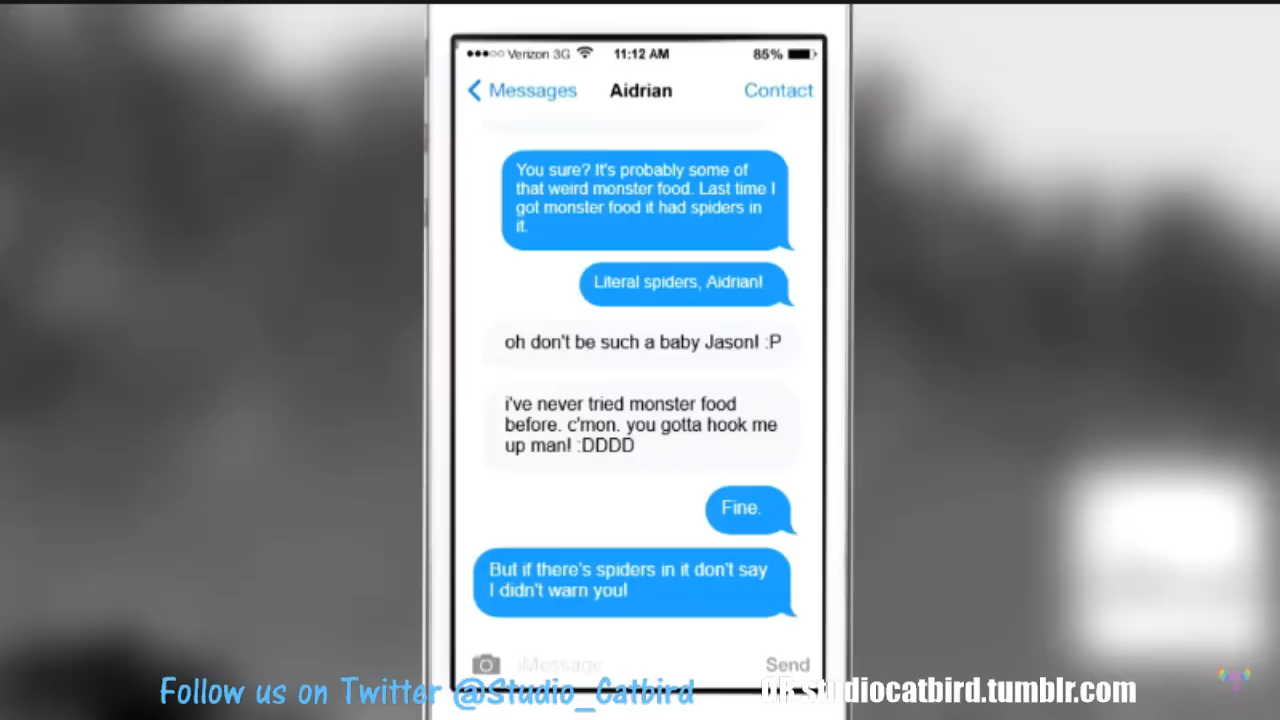 Verizon 3G 11:12 AM 85%
Messages Aidrian Contact
You sure? It's probably some of
that weird monster food. Last time I
got monster food it had spiders in
it.
Literal spiders, Aidrian!
oh don't be such a baby Jason! :P
i've never tried monster food
before. c'mon. you gotta hook me
up man! :DDDD
Fine.
But if there's spiders in it don't say
I didn't warn you!
iMessage Send
Follow us on Twitter @Studio_Catbird OR studiocatbird.tumblr.com